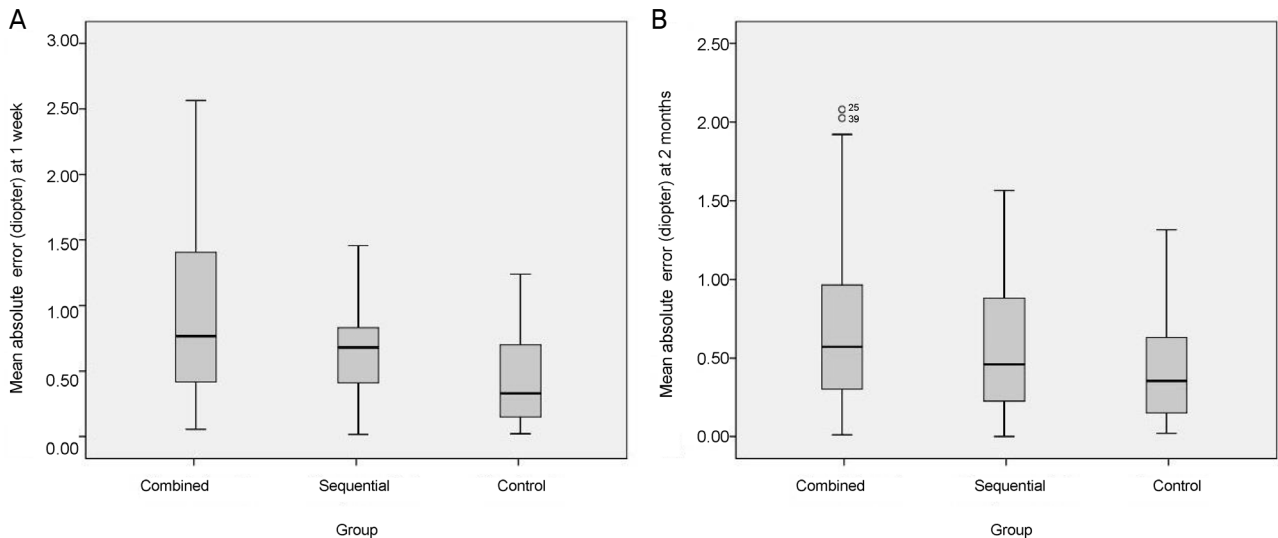 A
Mean absolute error (diopter) at 1 week
3.00
2.50
2.00
1.50
1.00
0.50
0.00
Combined
Sequential
Control
Group
B
Mean absolute error (diopter) at 2 months
2.50
2.00
1.50
1.00
0.50
0.00
25
39
Combined
Sequential
Control
Group